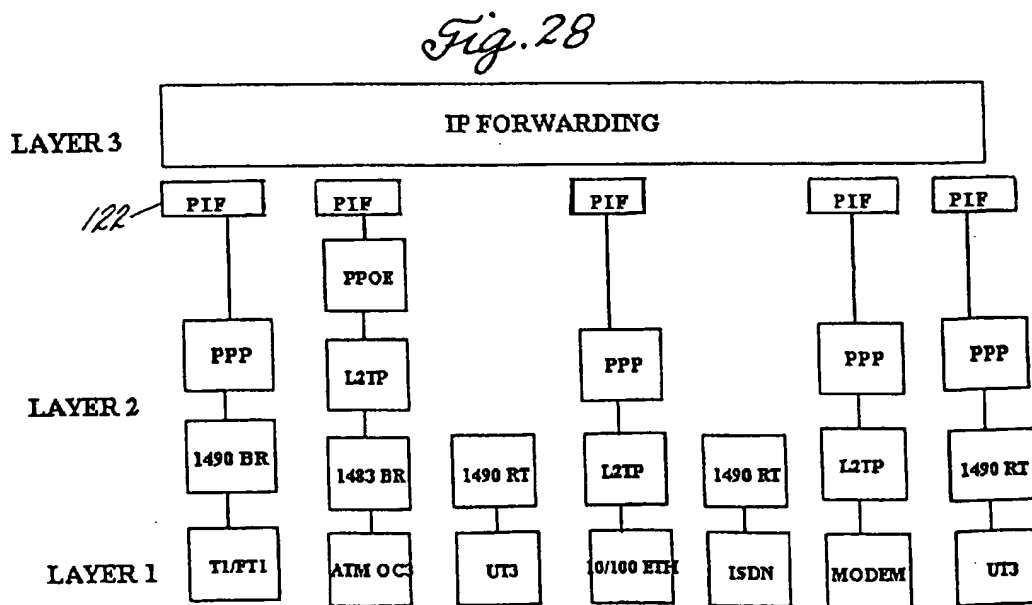 Fig. 28
IP FORWARDING
LAYER 3
PIF PIF PIF PIF PIF
122
PPOE
PPP L2TP PPP PPP PPP
LAYER 2
1490 BR 1483 BR 1490 RT L2TP 1490 RT L2TP 1490 RT
LAYER 1
T1/FT1 ATM OC3 UT3 10/100 ETH ISDN MODEM UT3